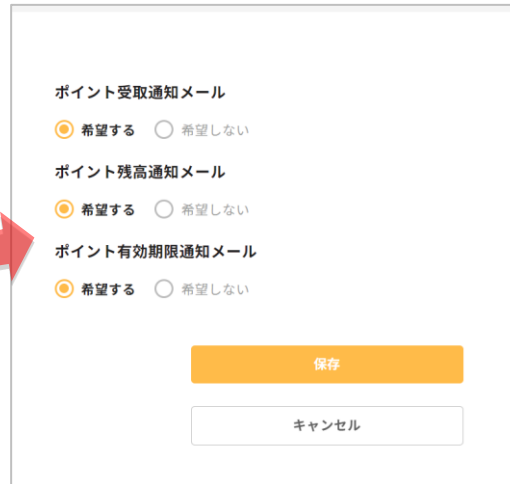 ポイント受取通知メール
希望する 希望しない
ポイント残高通知メール
希望する 希望しない
ポイント有効期限通知メール
希望する 希望しない
保存
キャンセル